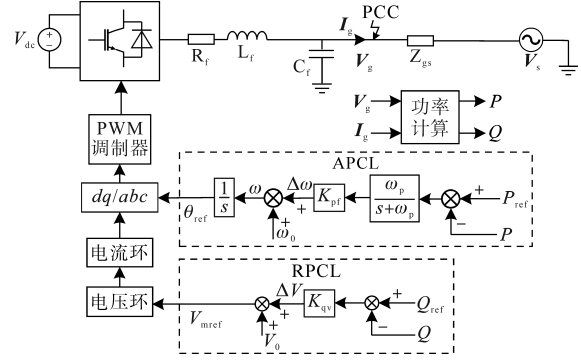 PCC
V_dc
R_f
L_f
C_f
I_g
V_g
Z_gs
V_s
V_g
I_g
功率
计算
P
Q
PWM
调制器
APCL
dq/abc
θ_ref
1/s
ω
Δω
+
+
ω_0
K_pf
ω_p/(s+ω_p)
+
−
P_ref
P
电流环
RPCL
电压环
V_mref
ΔV
+
+
V_0
K_qv
+
−
Q_ref
Q